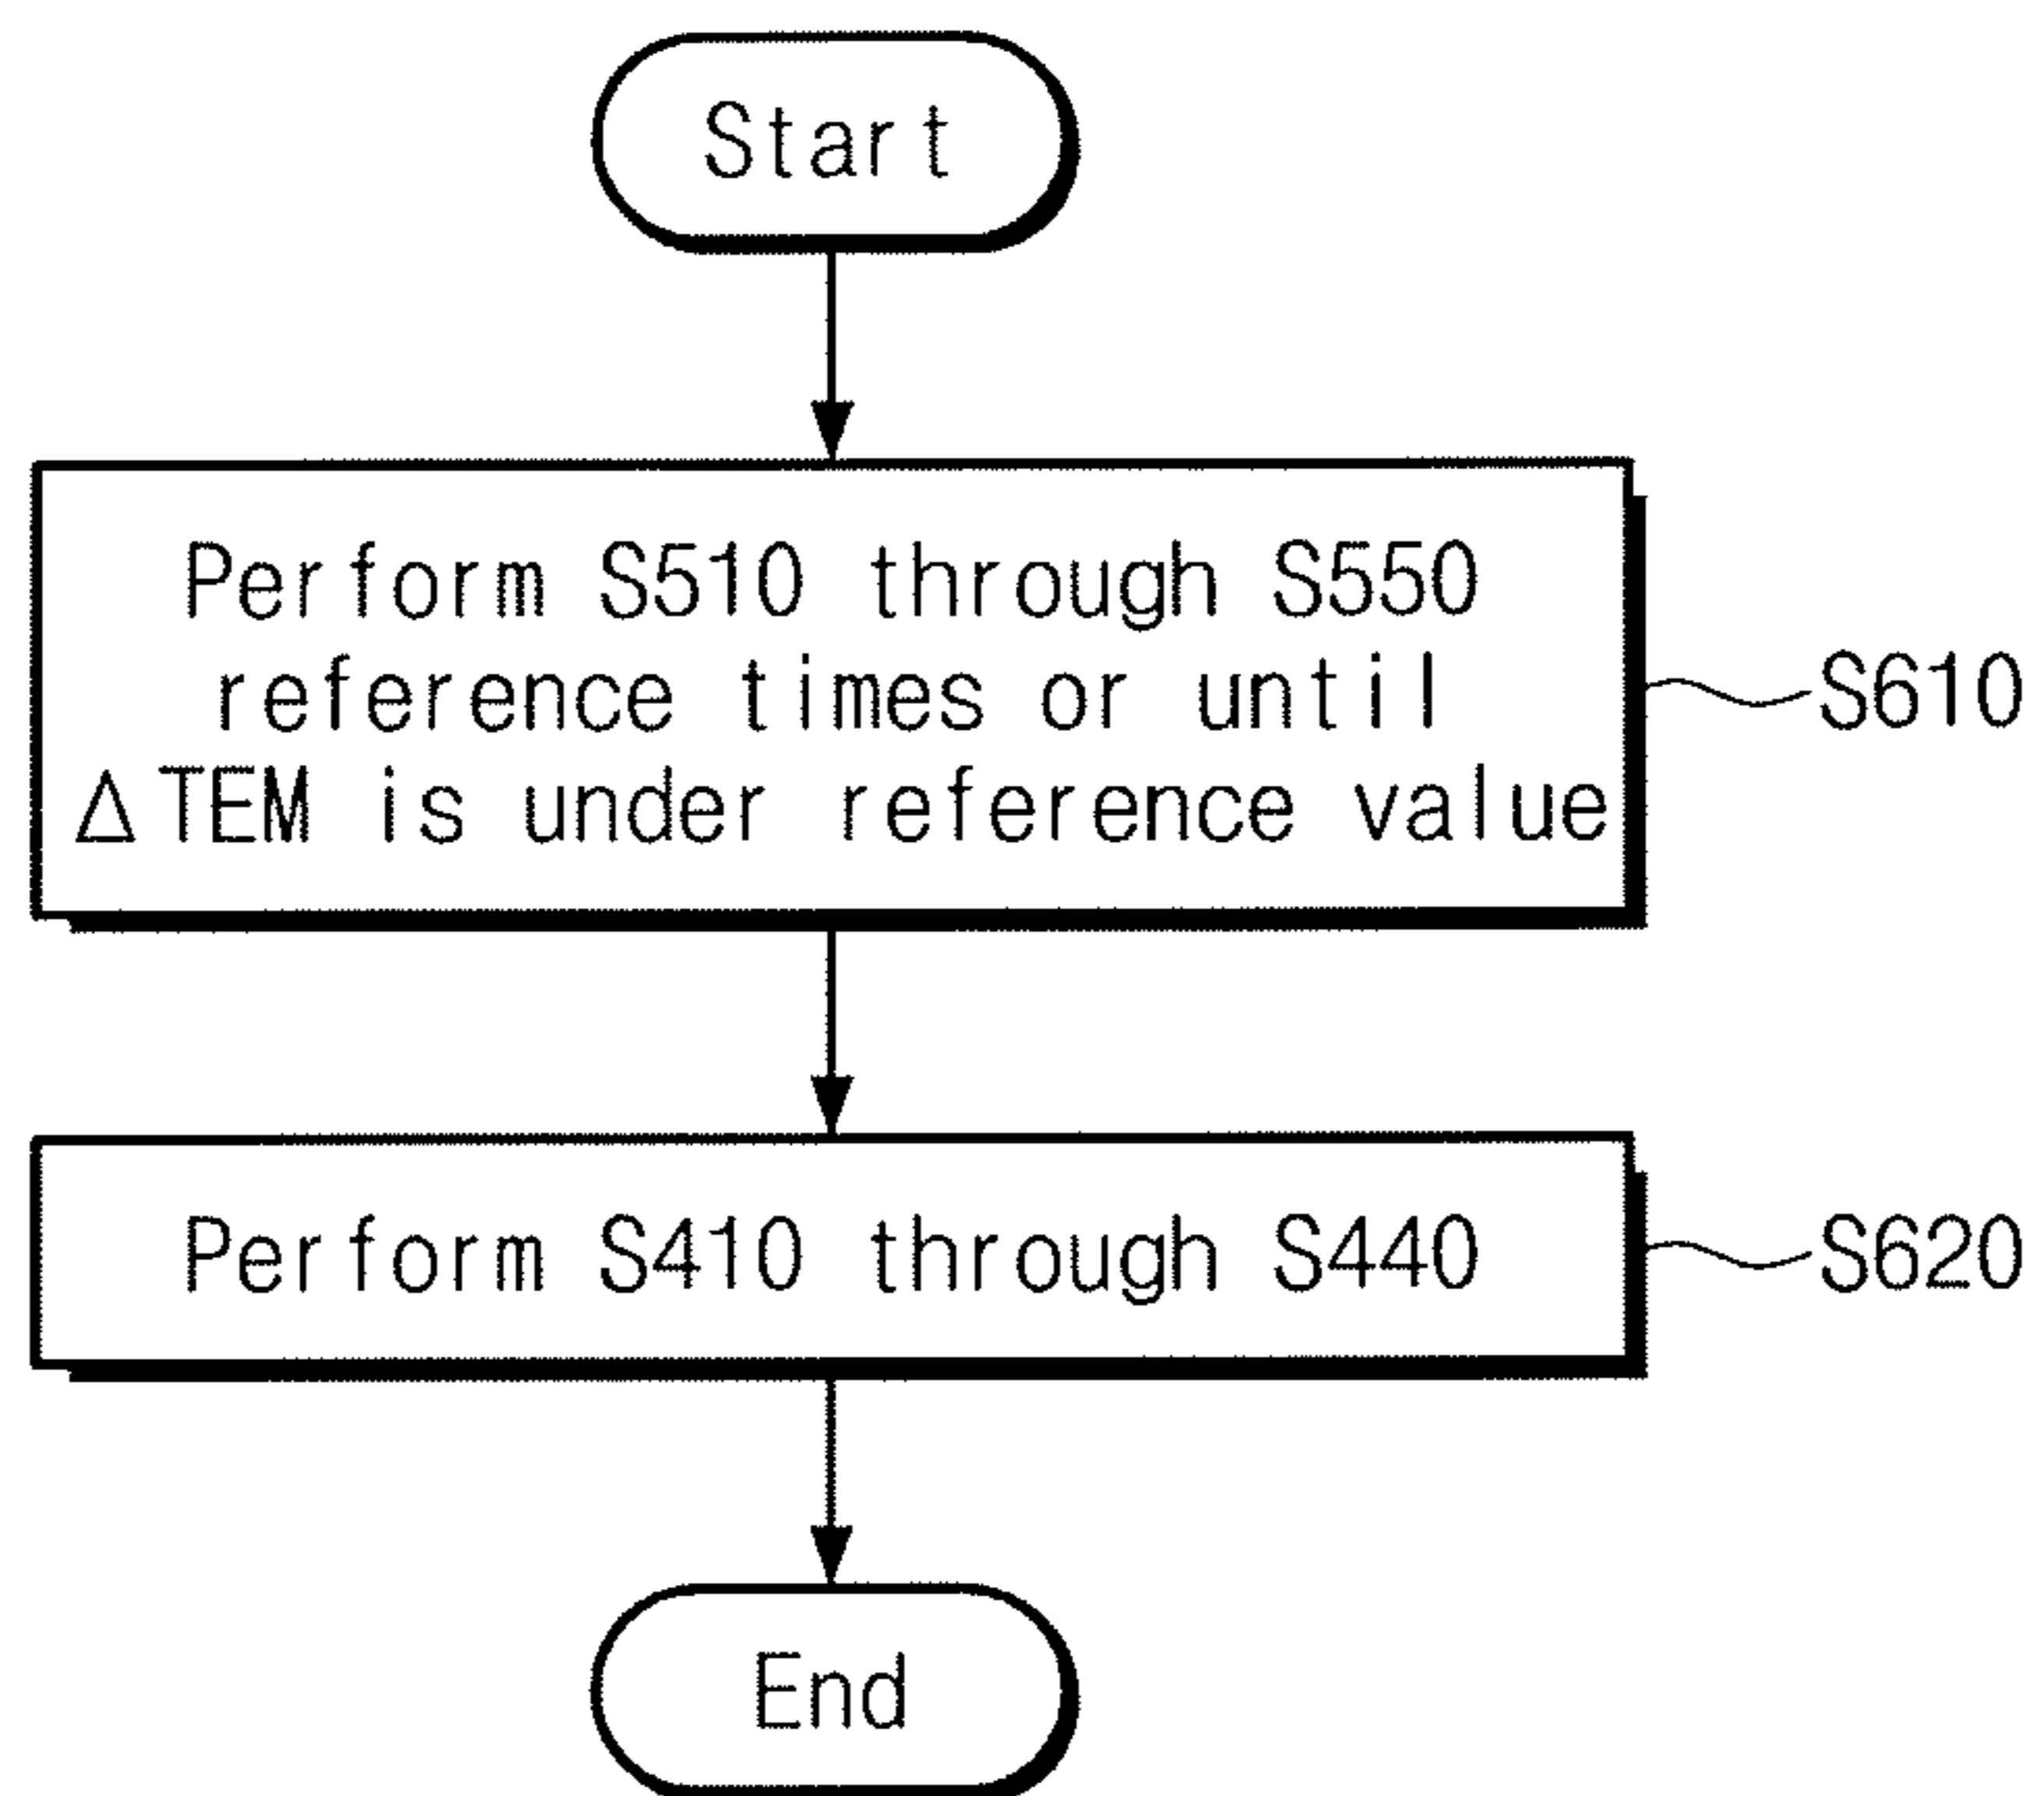 Start
Perform S510 through S550
reference times or until
ΔTEM is under reference value
S610
Perform S410 through S440
S620
End